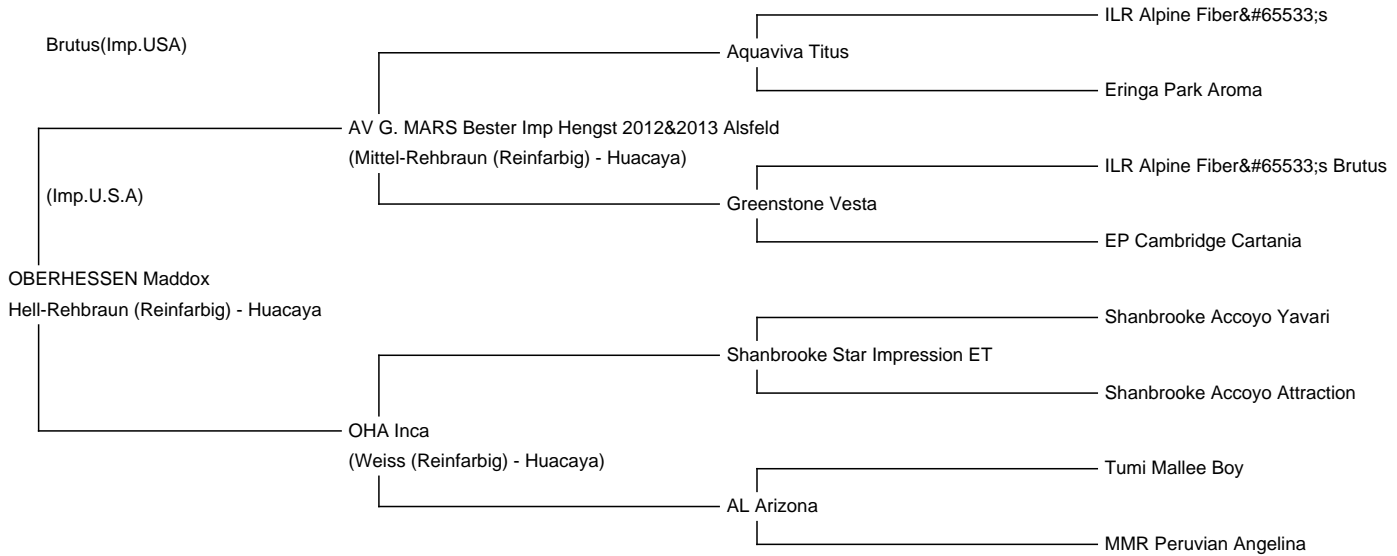 ILR Alpine Fiber&#65533;s
Brutus(Imp.USA)
Aquaviva Titus
Eringa Park Aroma
AV G. MARS Bester Imp Hengst 2012&2013 Alsfeld
(Mittel-Rehbraun (Reinfarbig) - Huacaya)
ILR Alpine Fiber&#65533;s Brutus
(Imp.U.S.A)
Greenstone Vesta
EP Cambridge Cartania
OBERHESSEN Maddox
Hell-Rehbraun (Reinfarbig) - Huacaya
Shanbrooke Accoyo Yavari
Shanbrooke Star Impression ET
Shanbrooke Accoyo Attraction
OHA Inca
(Weiss (Reinfarbig) - Huacaya)
Tumi Mallee Boy
AL Arizona
MMR Peruvian Angelina